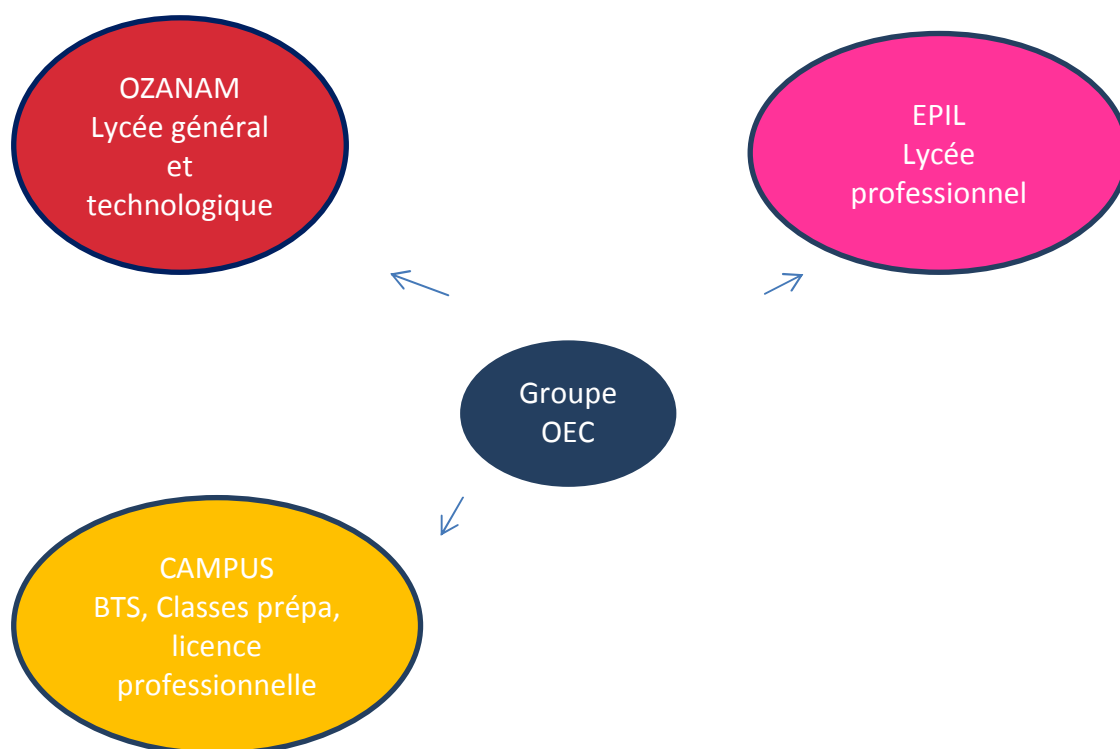 OZANAM
Lycée général
et
technologique
EPIL
Lycée
professionnel
Groupe
OEC
CAMPUS
BTS, Classes prépa,
licence
professionnelle